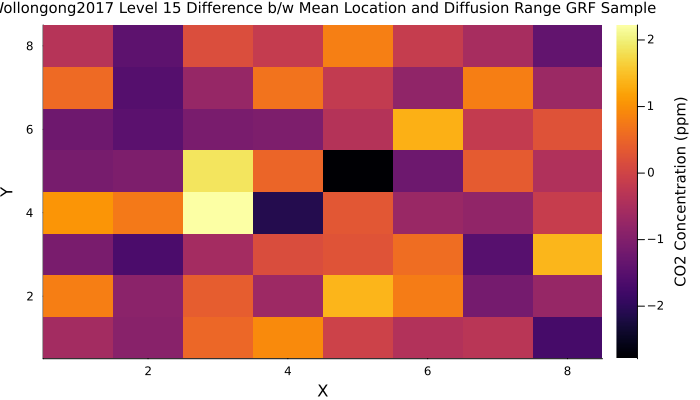 Wollongong2017 Level 15 Difference b/w Mean Location and Diffusion Range GRF Sample
8
6
4
2
Y
2 4 6 8
X
2
1
0
−1
−2
CO2 Concentration (ppm)